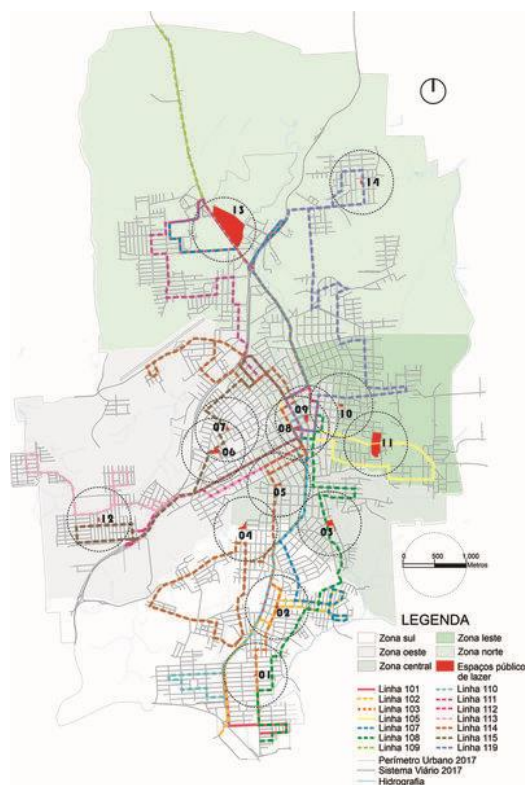 13
14
07
09
10
08
06
11
05
12
04
03
02
01
0 500 1.000
Metros
LEGENDA
Zona sul
Zona oeste
Zona central
Zona leste
Zona norte
Espaços públicos
de lazer
Linha 101
Linha 102
Linha 103
Linha 105
Linha 107
Linha 108
Linha 109
Linha 110
Linha 111
Linha 112
Linha 113
Linha 114
Linha 115
Linha 119
Perímetro Urbano 2017
Sistema Viário 2017
Hidrografia